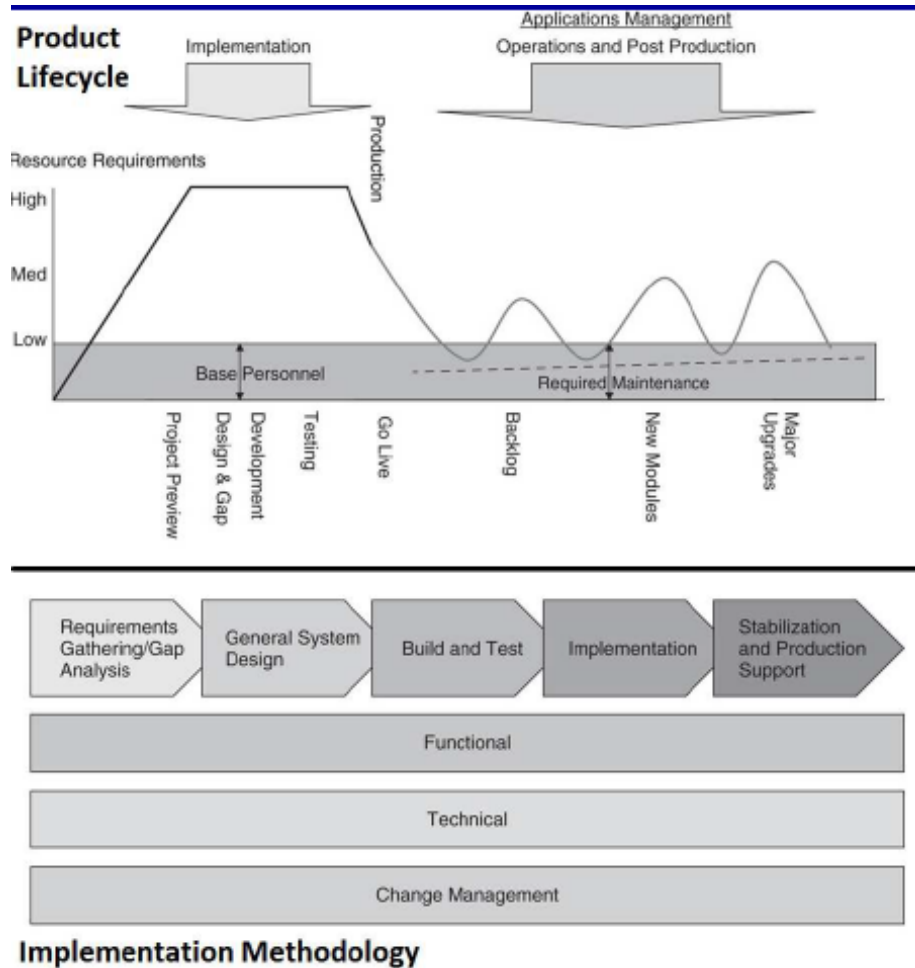 Product
Lifecycle
Implementation
Applications Management
Operations and Post Production
Production
Resource Requirements
High
Med
Low
Base Personnel
Required Maintenance
Project Preview
Design & Gap
Development
Testing
Go Live
Backlog
New Modules
Major
Upgrades
Requirements
Gathering/Gap
Analysis
General System
Design
Build and Test
Implementation
Stabilization
and Production
Support
Functional
Technical
Change Management
Implementation Methodology